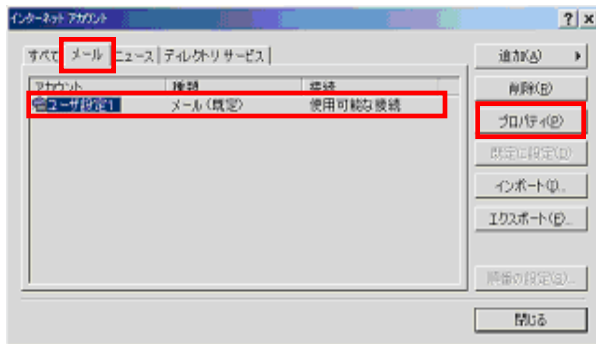 インターネット アカウント
すべて メール ニュース ディレクトリ サービス
アカウント 種類 接続
ユーザ設定1 メール (既定) 使用可能な接続
追加(A)
削除(R)
プロパティ(P)
既定に設定(D)
インポート(I)...
エクスポート(E)...
順番の設定(S)...
閉じる